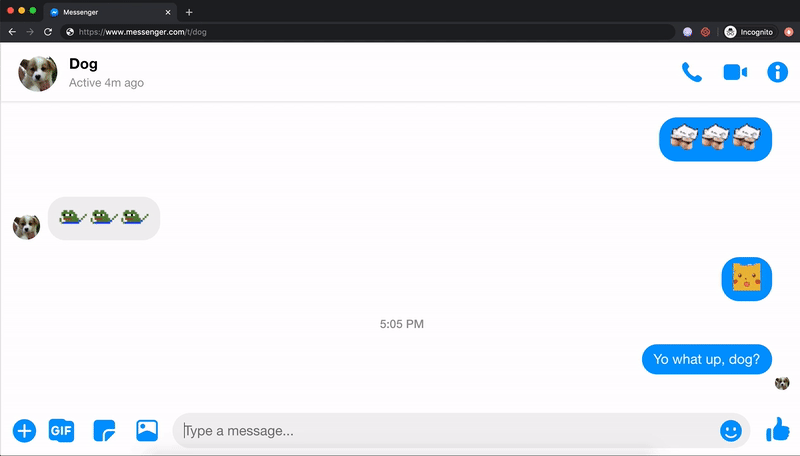 Messenger
https://www.messenger.com/t/dog
Incognito
Dog
Active 4m ago
5:05 PM
Yo what up, dog?
GIF
Type a message...